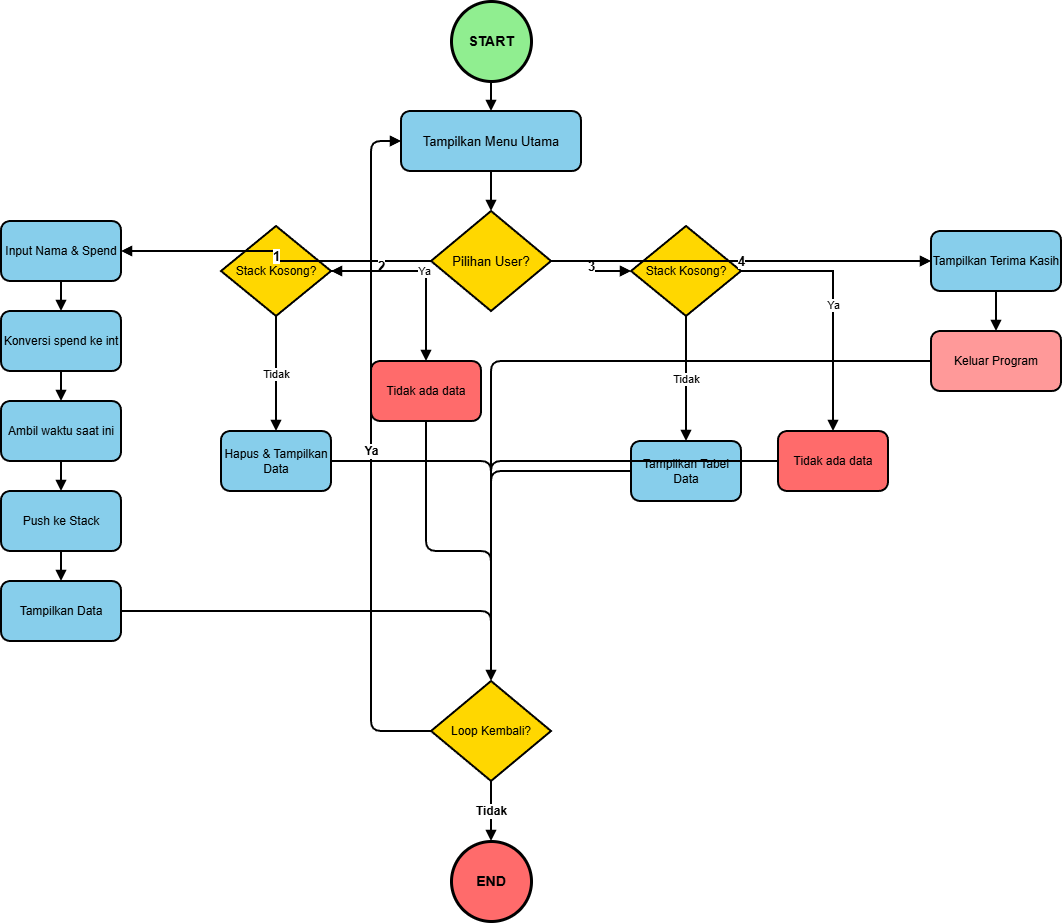 START
Tampilkan Menu Utama
Pilihan User?
1
2
3
4
Input Nama & Spend
Stack Kosong?
Ya
Stack Kosong?
Tampilkan Terima Kasih
Ya
Konversi spend ke int
Tidak
Tidak ada data
Tidak
Keluar Program
Ambil waktu saat ini
Hapus & Tampilkan
Data
Ya
Tampilkan Tabel
Data
Tidak ada data
Push ke Stack
Tampilkan Data
Loop Kembali?
Tidak
END